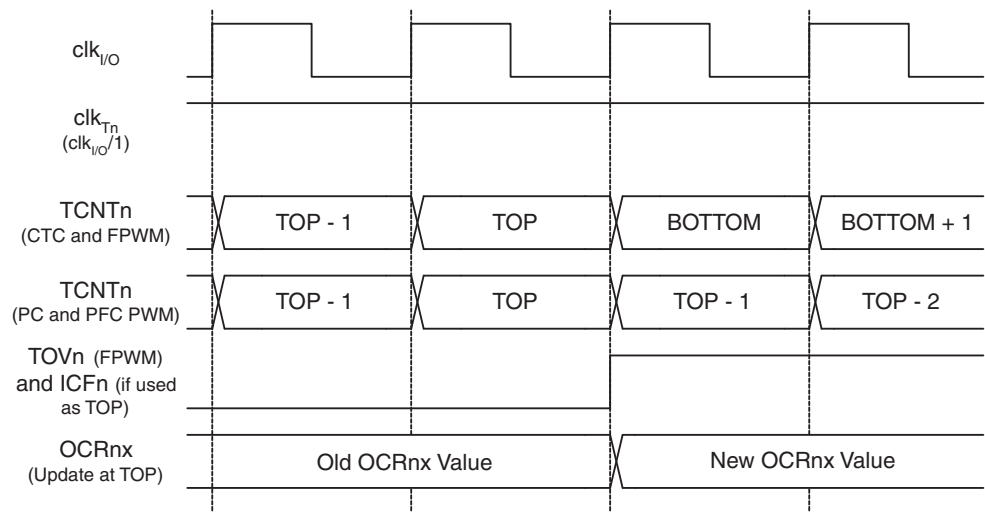 clkI/O
clkTn
(clkI/O/1)
TCNTn
(CTC and FPWM)
TOP - 1 TOP BOTTOM BOTTOM + 1
TCNTn
(PC and PFC PWM)
TOP - 1 TOP TOP - 1 TOP - 2
TOVn (FPWM)
and ICFn (if used
as TOP)
OCRnx
(Update at TOP)
Old OCRnx Value New OCRnx Value